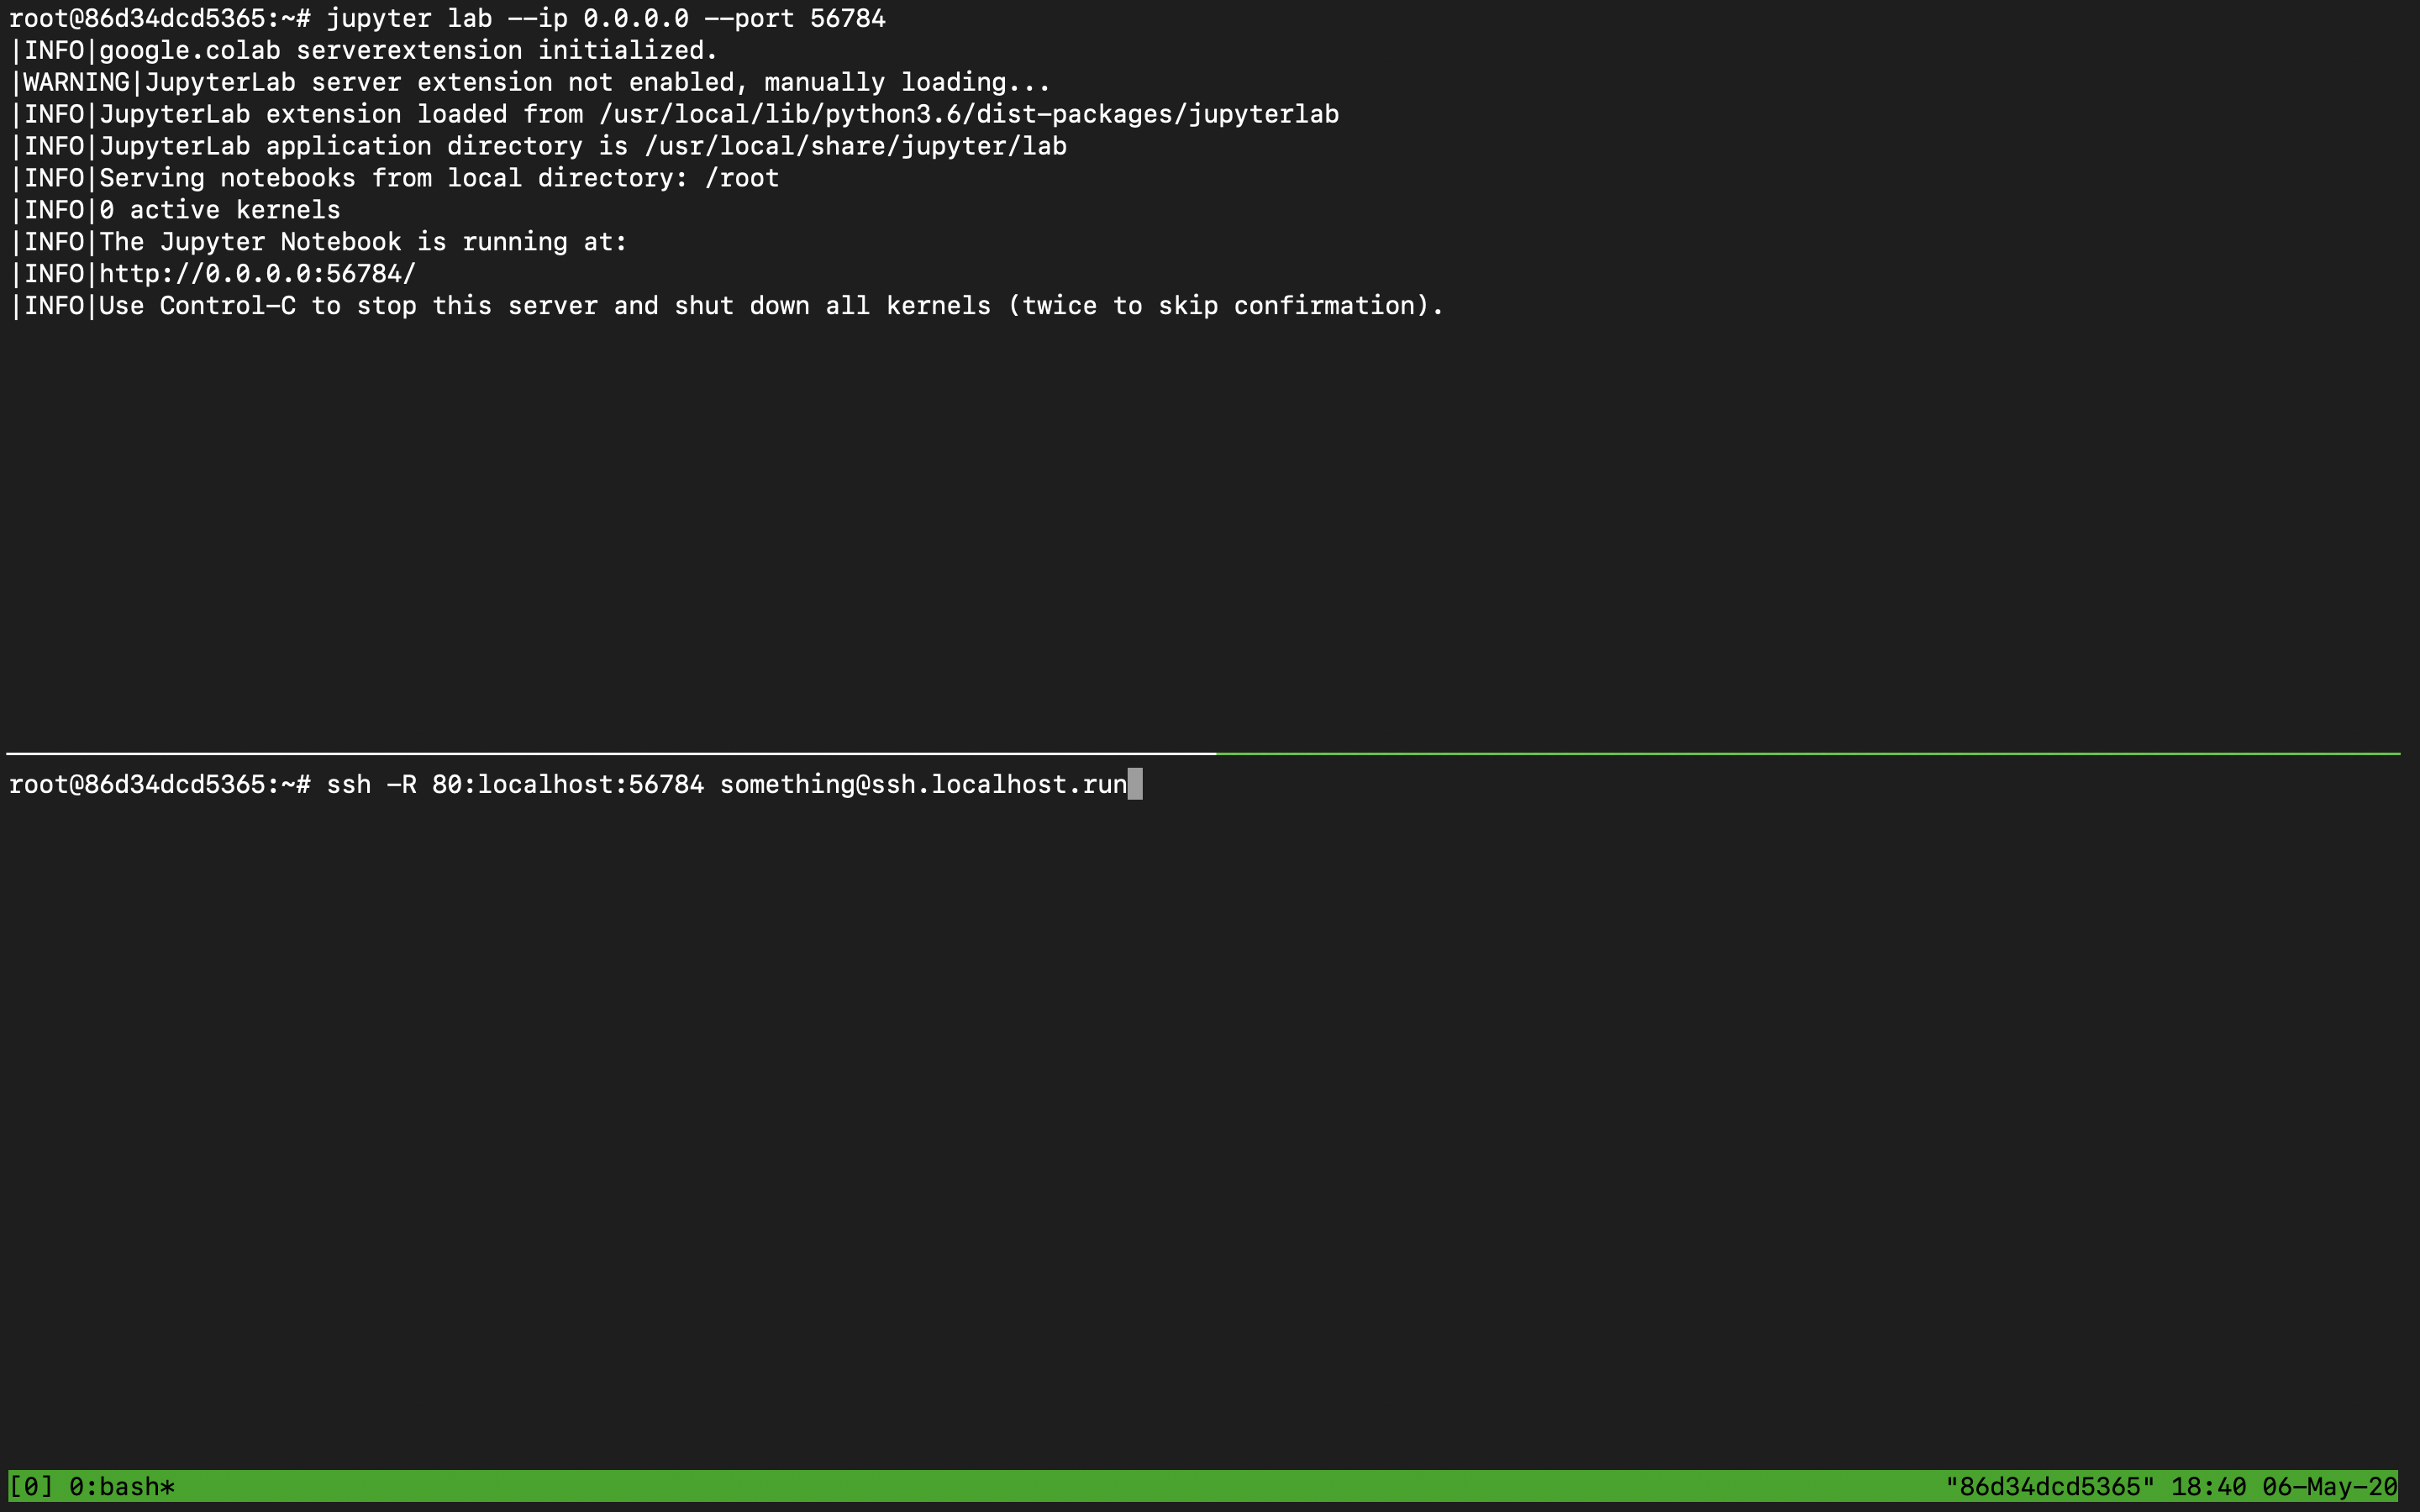 root@86d34dcd5365:~# jupyter lab --ip 0.0.0.0 --port 56784
|INFO|google.colab serverextension initialized.
|WARNING|JupyterLab server extension not enabled, manually loading...
|INFO|JupyterLab extension loaded from /usr/local/lib/python3.6/dist-packages/jupyterlab
|INFO|JupyterLab application directory is /usr/local/share/jupyter/lab
|INFO|Serving notebooks from local directory: /root
|INFO|0 active kernels
|INFO|The Jupyter Notebook is running at:
|INFO|http://0.0.0.0:56784/
|INFO|Use Control-C to stop this server and shut down all kernels (twice to skip confirmation).
root@86d34dcd5365:~# ssh -R 80:localhost:56784 something@ssh.localhost.run
[0] 0:bash* "86d34dcd5365" 18:40 06-May-20